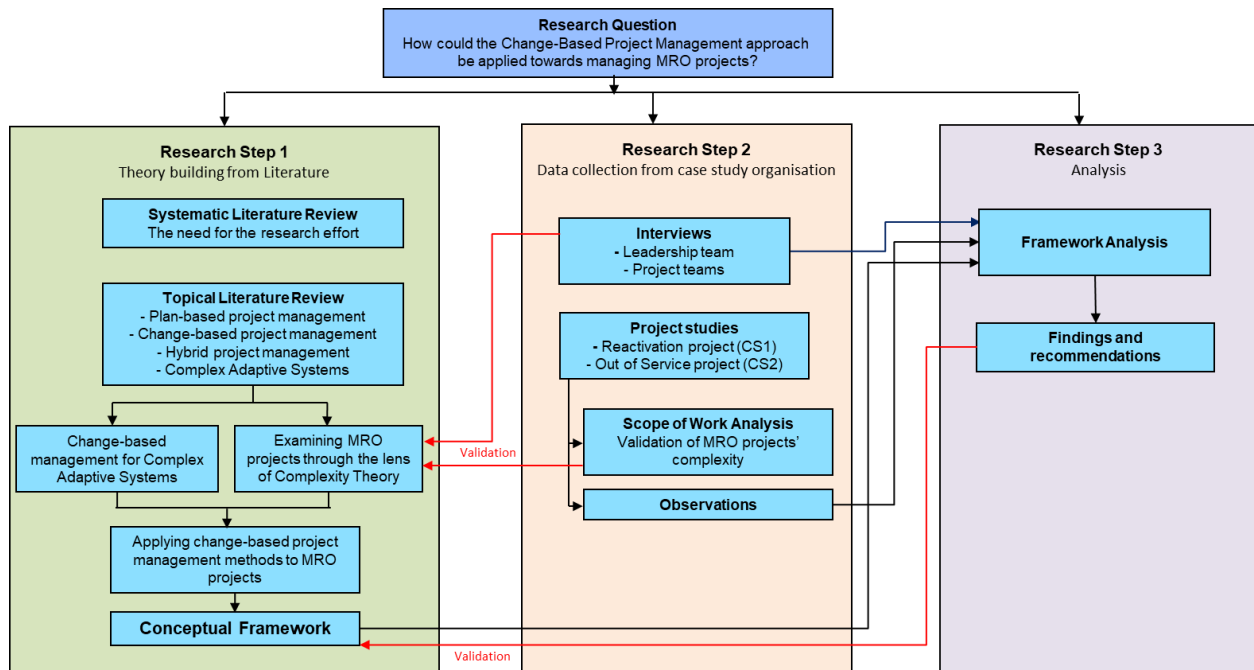 Research Question
How could the Change-Based Project Management approach
be applied towards managing MRO projects?
Research Step 1
Theory building from Literature
Systematic Literature Review
The need for the research effort
Topical Literature Review
- Plan-based project management
- Change-based project management
- Hybrid project management
- Complex Adaptive Systems
Change-based
management for Complex
Adaptive Systems
Examining MRO
projects through the lens
of Complexity Theory
Applying change-based project
management methods to MRO
projects
Conceptual Framework
Research Step 2
Data collection from case study organisation
Interviews
- Leadership team
- Project teams
Project studies
- Reactivation project (CS1)
- Out of Service project (CS2)
Scope of Work Analysis
Validation of MRO projects'
complexity
Observations
Validation
Validation
Research Step 3
Analysis
Framework Analysis
Findings and
recommendations